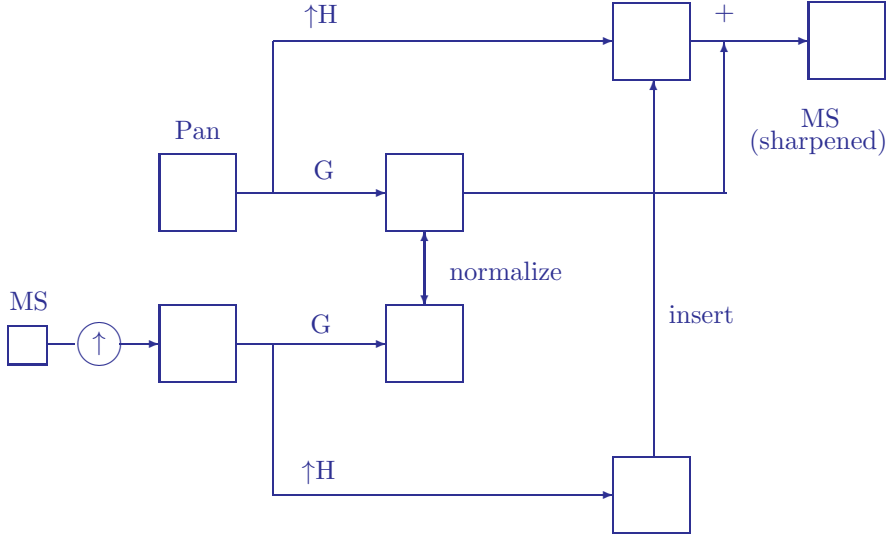 ↑H
+
MS
(sharpened)
Pan
G
normalize
MS
insert
G
↑
↑H